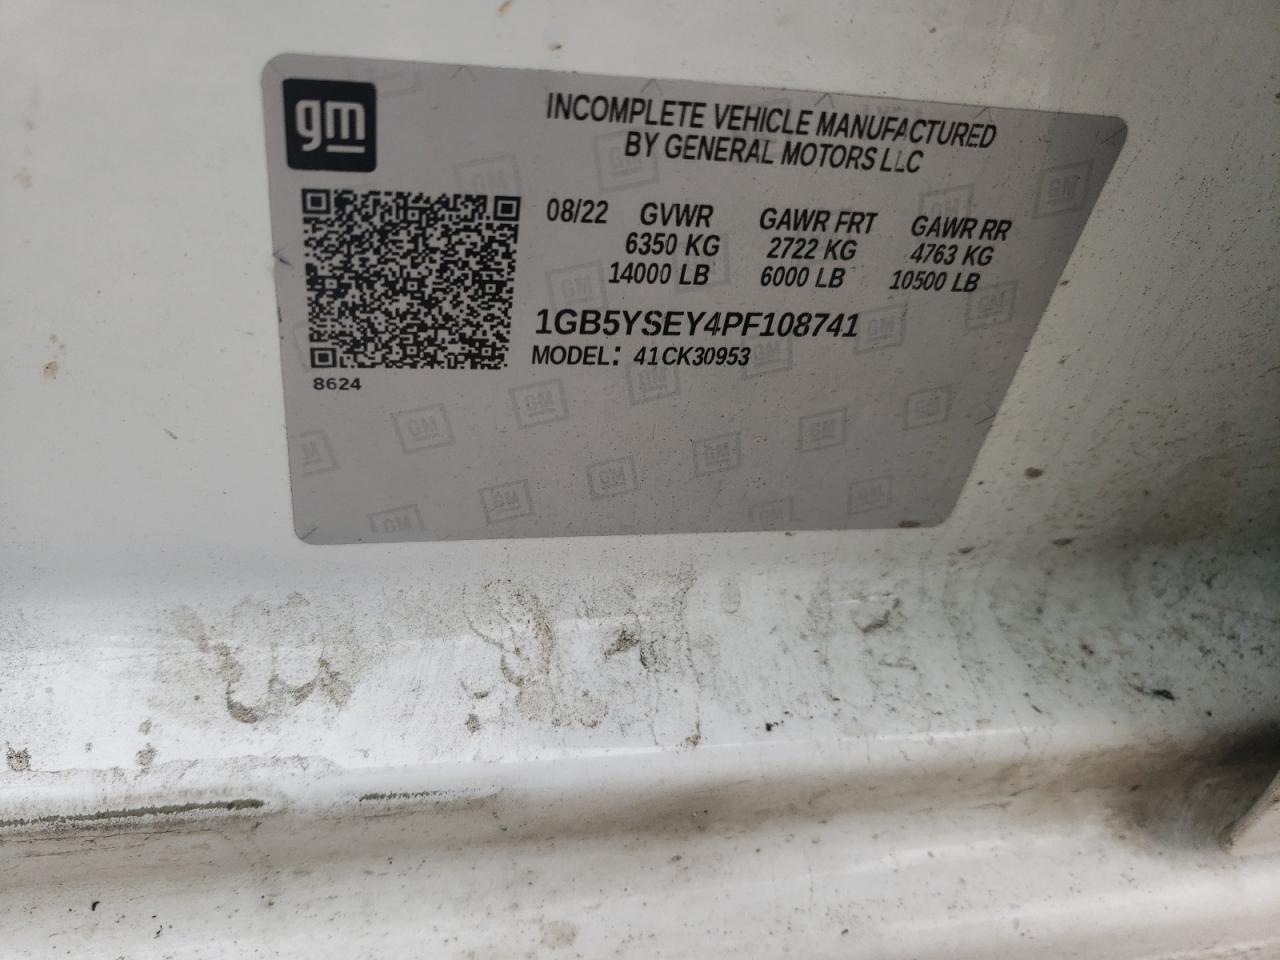 gm
INCOMPLETE VEHICLE MANUFACTURED
BY GENERAL MOTORS LLC
08/22 GVWR GAWR FRT GAWR RR
6350 KG 2722 KG 4763 KG
14000 LB 6000 LB 10500 LB
1GB5YSEY4PF108741
MODEL: 41CK30953
8624